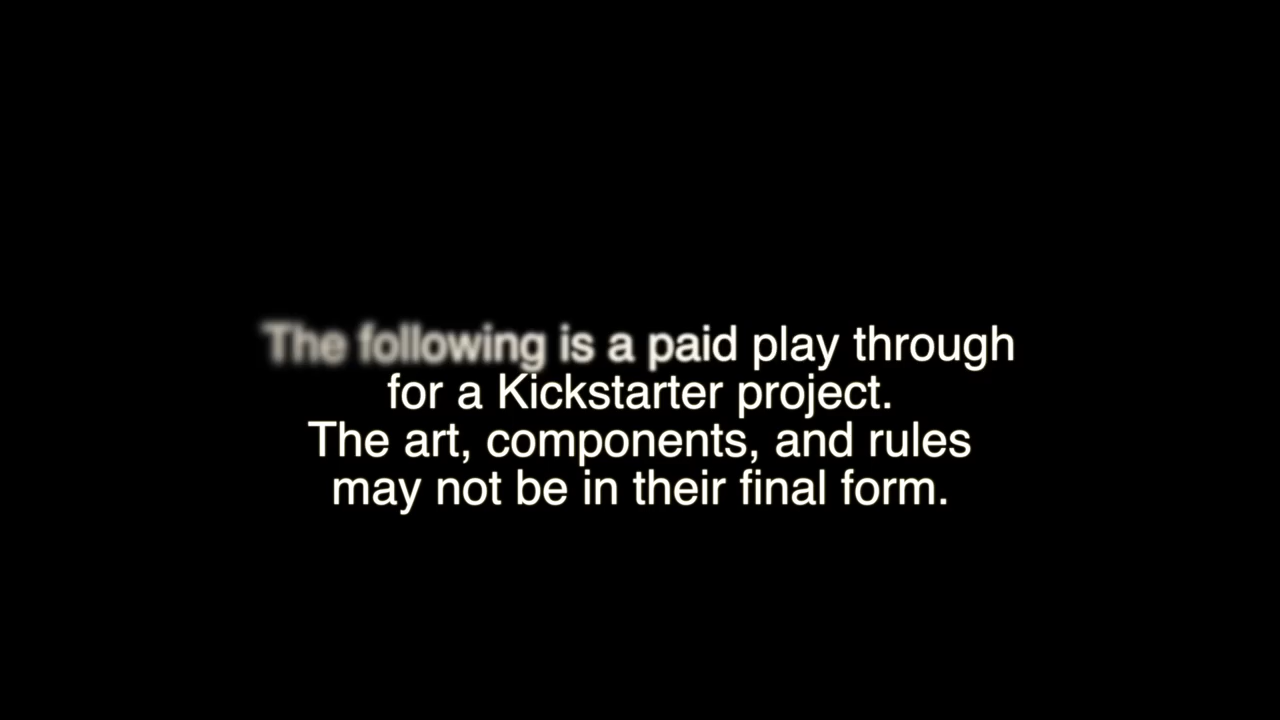 The following is a paid play through
for a Kickstarter project.
The art, components, and rules
may not be in their final form.